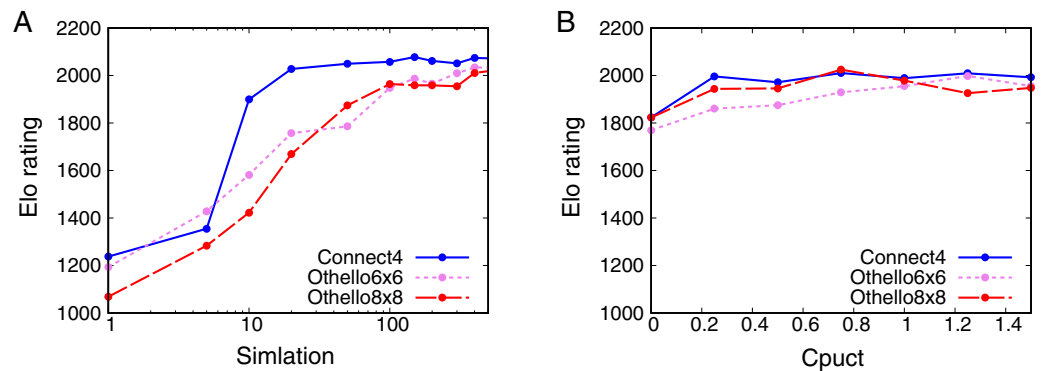 A
Elo rating
2200
2000
1800
1600
1400
1200
1000
1
10
100
Simlation
Connect4
Othello6x6
Othello8x8
B
Elo rating
2200
2000
1800
1600
1400
1200
1000
0
0.2
0.4
0.6
0.8
1
1.2
1.4
Cpuct
Connect4
Othello6x6
Othello8x8